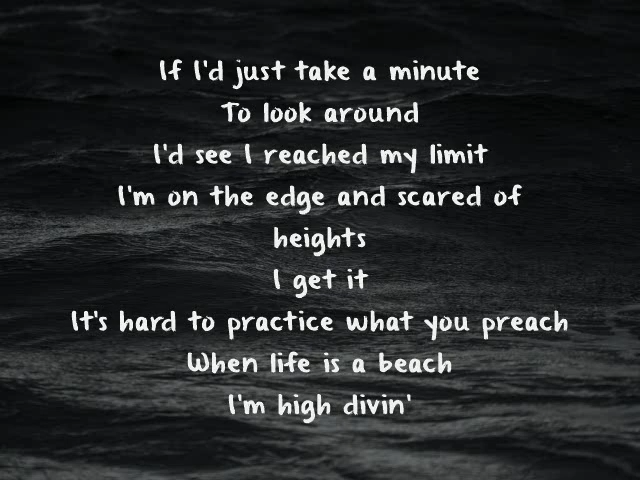 If I'd just take a minute
To look around
I'd see I reached my limit
I'm on the edge and scared of
heights
I get it
It's hard to practice what you preach
When life is a beach
I'm high divin'